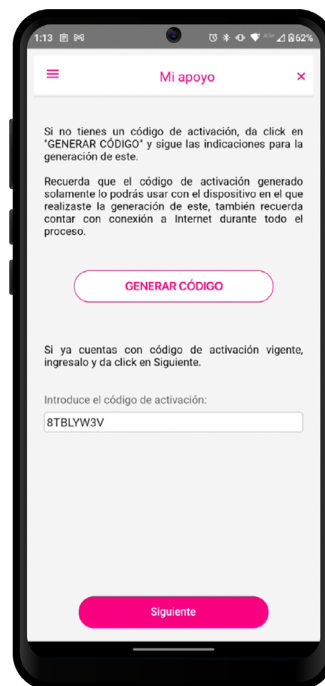 1:13 62%
Mi apoyo ×
Si no tienes un código de activación, da click en
"GENERAR CÓDIGO" y sigue las indicaciones para la
generación de este.
Recuerda que el código de activación generado
solamente lo podrás usar con el dispositivo en el que
realizaste la generación de este, también recuerda
contar con conexión a Internet durante todo el
proceso.
GENERAR CÓDIGO
Si ya cuentas con código de activación vigente,
ingresalo y da click en Siguiente.
Introduce el código de activación:
8TBLYW3V
Siguiente